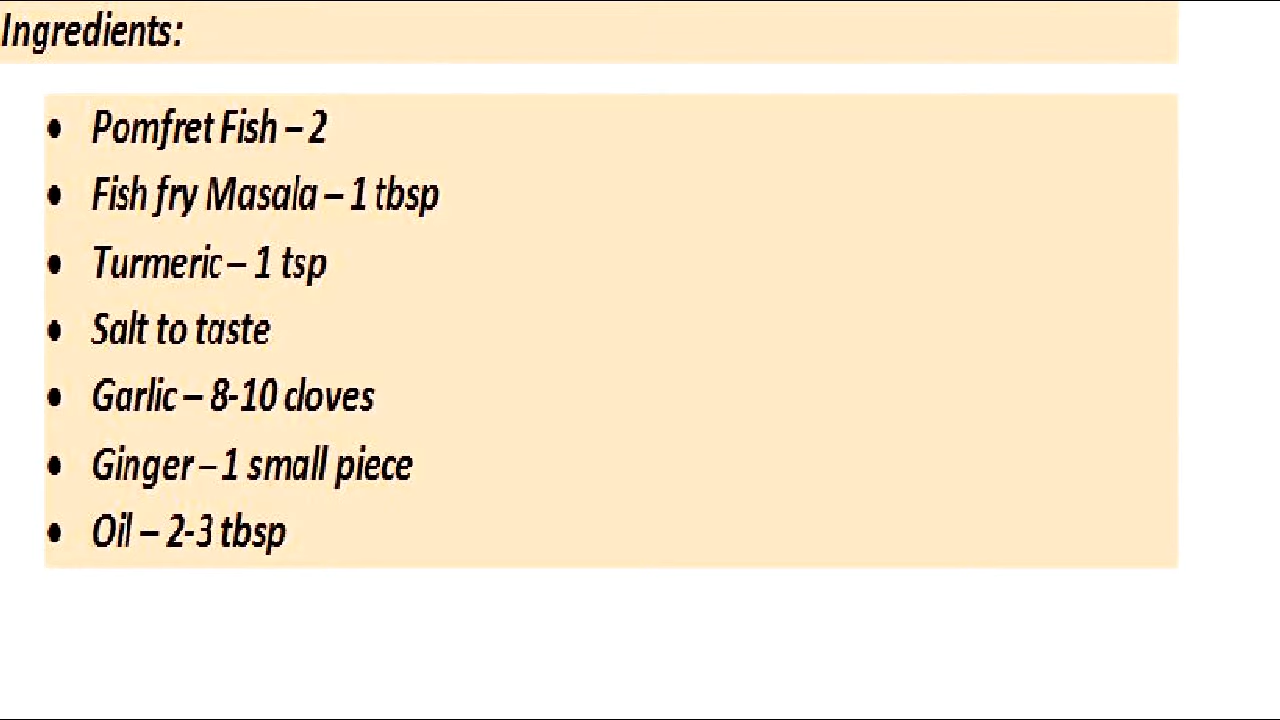 Ingredients:
• Pomfret Fish – 2
• Fish fry Masala – 1 tbsp
• Turmeric – 1 tsp
• Salt to taste
• Garlic – 8-10 cloves
• Ginger – 1 small piece
• Oil – 2-3 tbsp